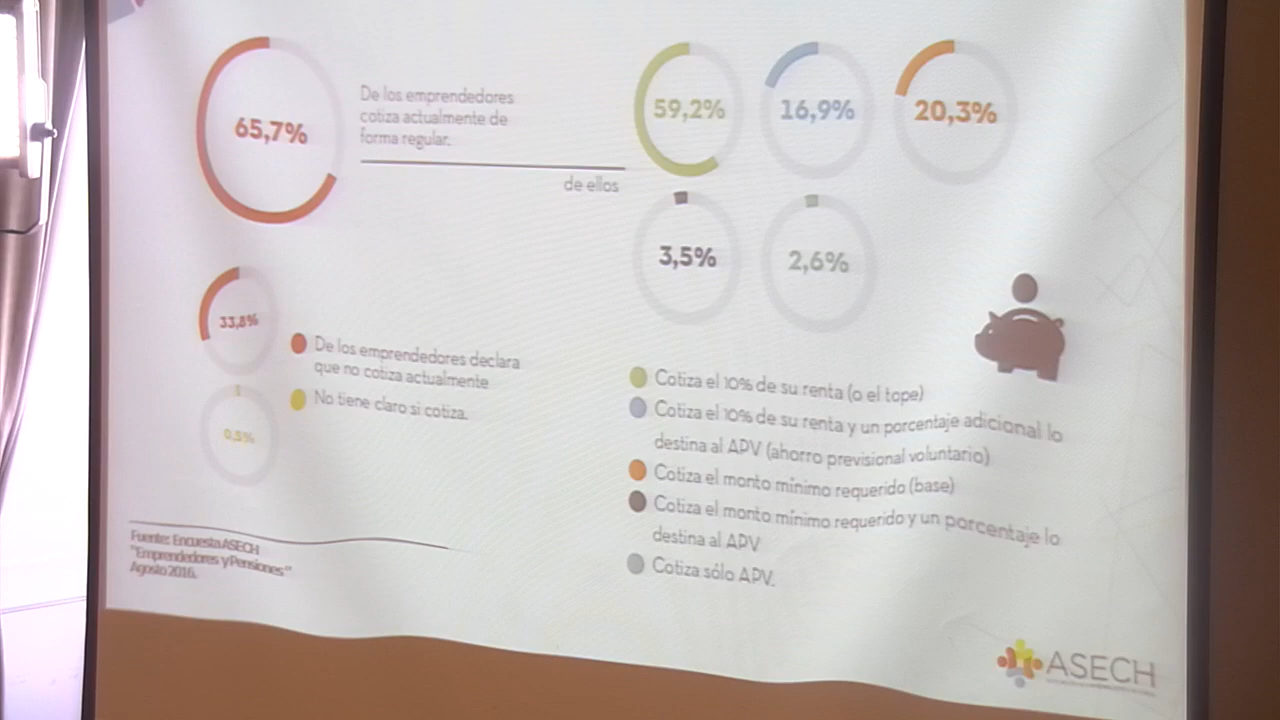 65,7%
De los emprendedores
cotiza actualmente de
forma regular.
de ellos
59,2%
16,9%
20,3%
3,5%
2,6%
33,8%
De los emprendedores declara
que no cotiza actualmente
No tiene claro si cotiza.
Cotiza el 10% de su renta (o el tope)
Cotiza el 10% de su renta y un porcentaje adicional lo
destina al APV (ahorro previsional voluntario)
Cotiza el monto mínimo requerido (base)
Cotiza el monto mínimo requerido y un porcentaje lo
destina al APV
Cotiza sólo APV.
Fuente: Encuesta ASECH
"Emprendedores y Pensiones"
Agosto 2016.
ASECH